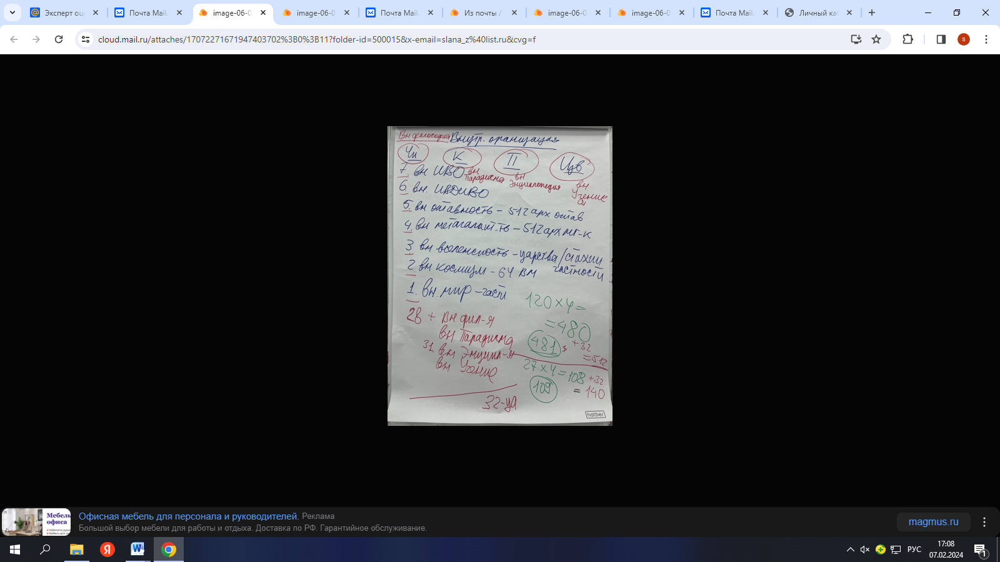 Эксперт оц
Почта Mail.
image-06-0
image-06-0
Почта Mail.
Из почты /
image-06-0
image-06-0
Почта Mail.
Личный каб
cloud.mail.ru/attaches/17072271671947403702%3B0%3B11?folder-id=500015&x-email=slana_z%40list.ru&cvg=f
s
Вн философия Внутр. организация
Чи К П Изв
7. вн ИВО вн Парадигма вн Энциклопедия вн Учение Си
6. вн. ИВДИВО
5. вн октавность – 512 арх октав
4. вн метагалакт.ть – 512 арх мг-к
3. вн вселенскость – царства/стихии
частности
2. вн космизм – 64 вм
1. вн. мир – части
120 × 4 =
= 480
28 + вн фил-я
вн Парадигма
31 вн Энцикл-я
вн Учение
481 + 32
= 512
27 × 4 = 108 + 32
109 = 140
32-ца
hatber
Мебель офиса
Офисная мебель для персонала и руководителей. Реклама
Большой выбор мебели для работы и отдыха. Доставка по РФ. Гарантийное обслуживание.
magmus.ru
РУС
17:08
07.02.2024
1